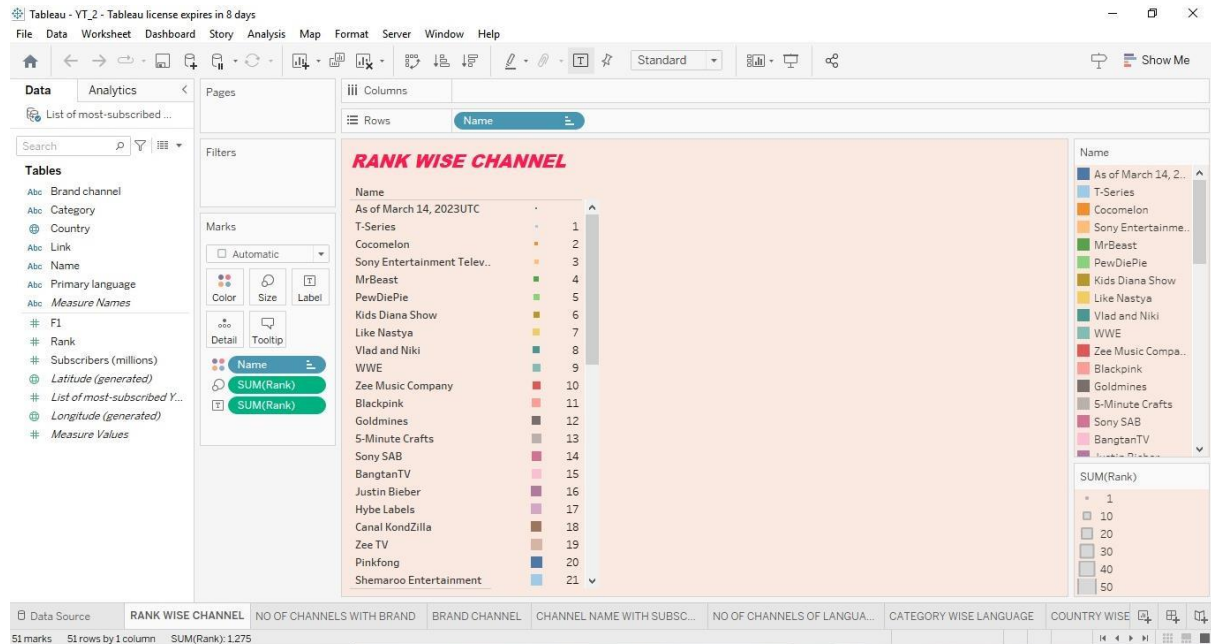 Tableau - YT_2 - Tableau license expires in 8 days
File Data Worksheet Dashboard Story Analysis Map Format Server Window Help
Standard
Show Me
Data Analytics
List of most-subscribed ...
Search
Tables
Abc Brand channel
Abc Category
Country
Abc Link
Abc Name
Abc Primary language
Abc Measure Names
# F1
# Rank
# Subscribers (millions)
Latitude (generated)
# List of most-subscribed Y...
Longitude (generated)
# Measure Values
Pages
Filters
Marks
Automatic
Color Size Label
Detail Tooltip
Name
SUM(Rank)
SUM(Rank)
iii Columns
Rows Name
RANK WISE CHANNEL
Name
As of March 14, 2023UTC
T-Series 1
Cocomelon 2
Sony Entertainment Telev.. 3
MrBeast 4
PewDiePie 5
Kids Diana Show 6
Like Nastya 7
Vlad and Niki 8
WWE 9
Zee Music Company 10
Blackpink 11
Goldmines 12
5-Minute Crafts 13
Sony SAB 14
BangtanTV 15
Justin Bieber 16
Hybe Labels 17
Canal KondZilla 18
Zee TV 19
Pinkfong 20
Shemaroo Entertainment 21
Name
As of March 14, 2..
T-Series
Cocomelon
Sony Entertainme..
MrBeast
PewDiePie
Kids Diana Show
Like Nastya
Vlad and Niki
WWE
Zee Music Compa..
Blackpink
Goldmines
5-Minute Crafts
Sony SAB
BangtanTV
Justin Bieber
SUM(Rank)
1
10
20
30
40
50
Data Source RANK WISE CHANNEL NO OF CHANNELS WITH BRAND BRAND CHANNEL CHANNEL NAME WITH SUBSC... NO OF CHANNELS OF LANGUA... CATEGORY WISE LANGUAGE COUNTRY WISE
51 marks 51 rows by 1 column SUM(Rank): 1,275